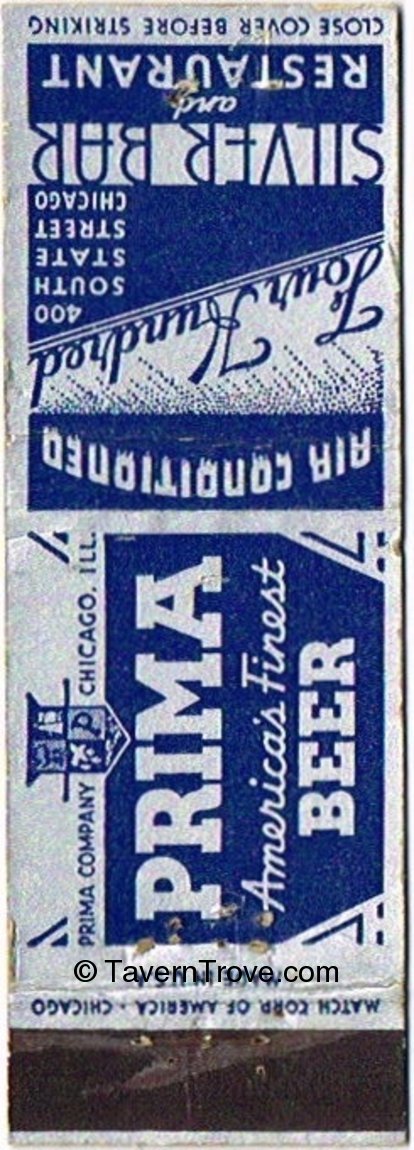 CLOSE COVER BEFORE STRIKING
RESTAURANT
and
SILVER BAR
400
SOUTH
STATE
STREET
CHICAGO
Four Hundred
AIR CONDITIONED
PRIMA COMPANY CHICAGO, ILL.
P
PRIMA
America's Finest
BEER
© TavernTrove.com
MATCH CORP. OF AMERICA · CHICAGO